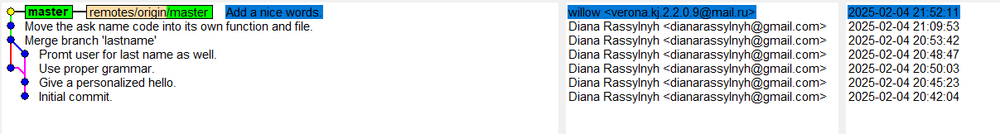 master remotes/origin/master Add a nice words. willow <verona.kj.2.2.0.9@mail.ru> 2025-02-04 21:52:11
Move the ask name code into its own function and file. Diana Rassylnyh <dianarassylnyh@gmail.com> 2025-02-04 21:09:53
Merge branch 'lastname' Diana Rassylnyh <dianarassylnyh@gmail.com> 2025-02-04 20:53:42
Promt user for last name as well. Diana Rassylnyh <dianarassylnyh@gmail.com> 2025-02-04 20:48:47
Use proper grammar. Diana Rassylnyh <dianarassylnyh@gmail.com> 2025-02-04 20:50:03
Give a personalized hello. Diana Rassylnyh <dianarassylnyh@gmail.com> 2025-02-04 20:45:23
Initial commit. Diana Rassylnyh <dianarassylnyh@gmail.com> 2025-02-04 20:42:04